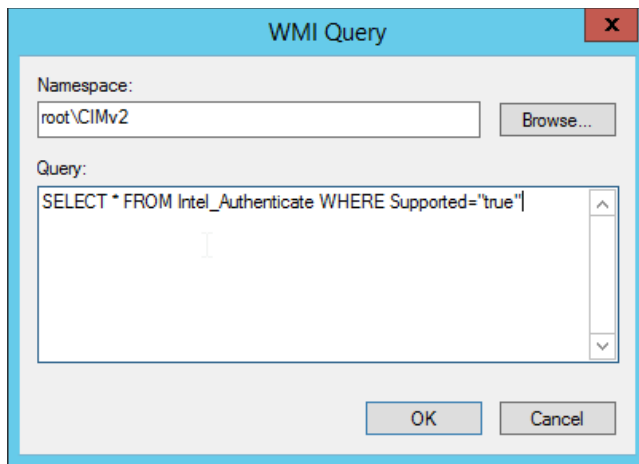 WMI Query
x
Namespace:
root\CIMv2
Browse...
Query:
SELECT * FROM Intel_Authenticate WHERE Supported="true"
OK
Cancel